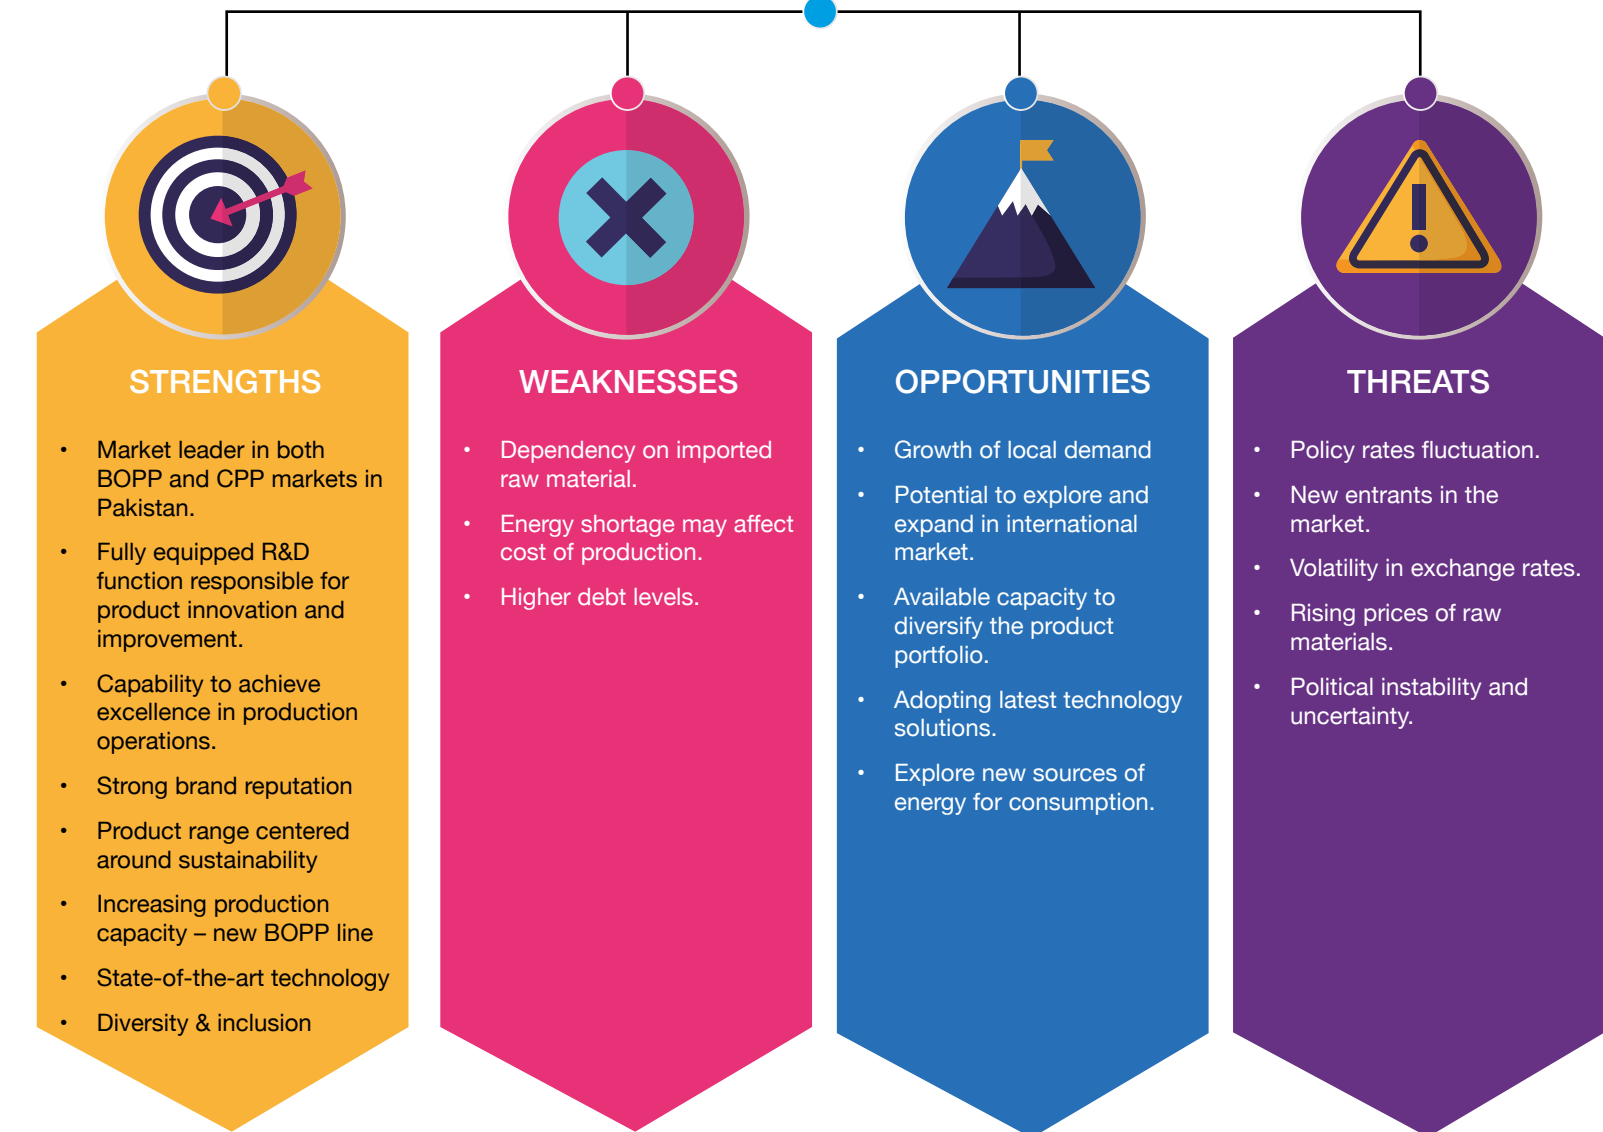 STRENGTHS
• Market leader in both
BOPP and CPP markets in
Pakistan.
• Fully equipped R&D
function responsible for
product innovation and
improvement.
• Capability to achieve
excellence in production
operations.
• Strong brand reputation
• Product range centered
around sustainability
• Increasing production
capacity – new BOPP line
• State-of-the-art technology
• Diversity & inclusion
WEAKNESSES
• Dependency on imported
raw material.
• Energy shortage may affect
cost of production.
• Higher debt levels.
OPPORTUNITIES
• Growth of local demand
• Potential to explore and
expand in international
market.
• Available capacity to
diversify the product
portfolio.
• Adopting latest technology
solutions.
• Explore new sources of
energy for consumption.
THREATS
• Policy rates fluctuation.
• New entrants in the
market.
• Volatility in exchange rates.
• Rising prices of raw
materials.
• Political instability and
uncertainty.